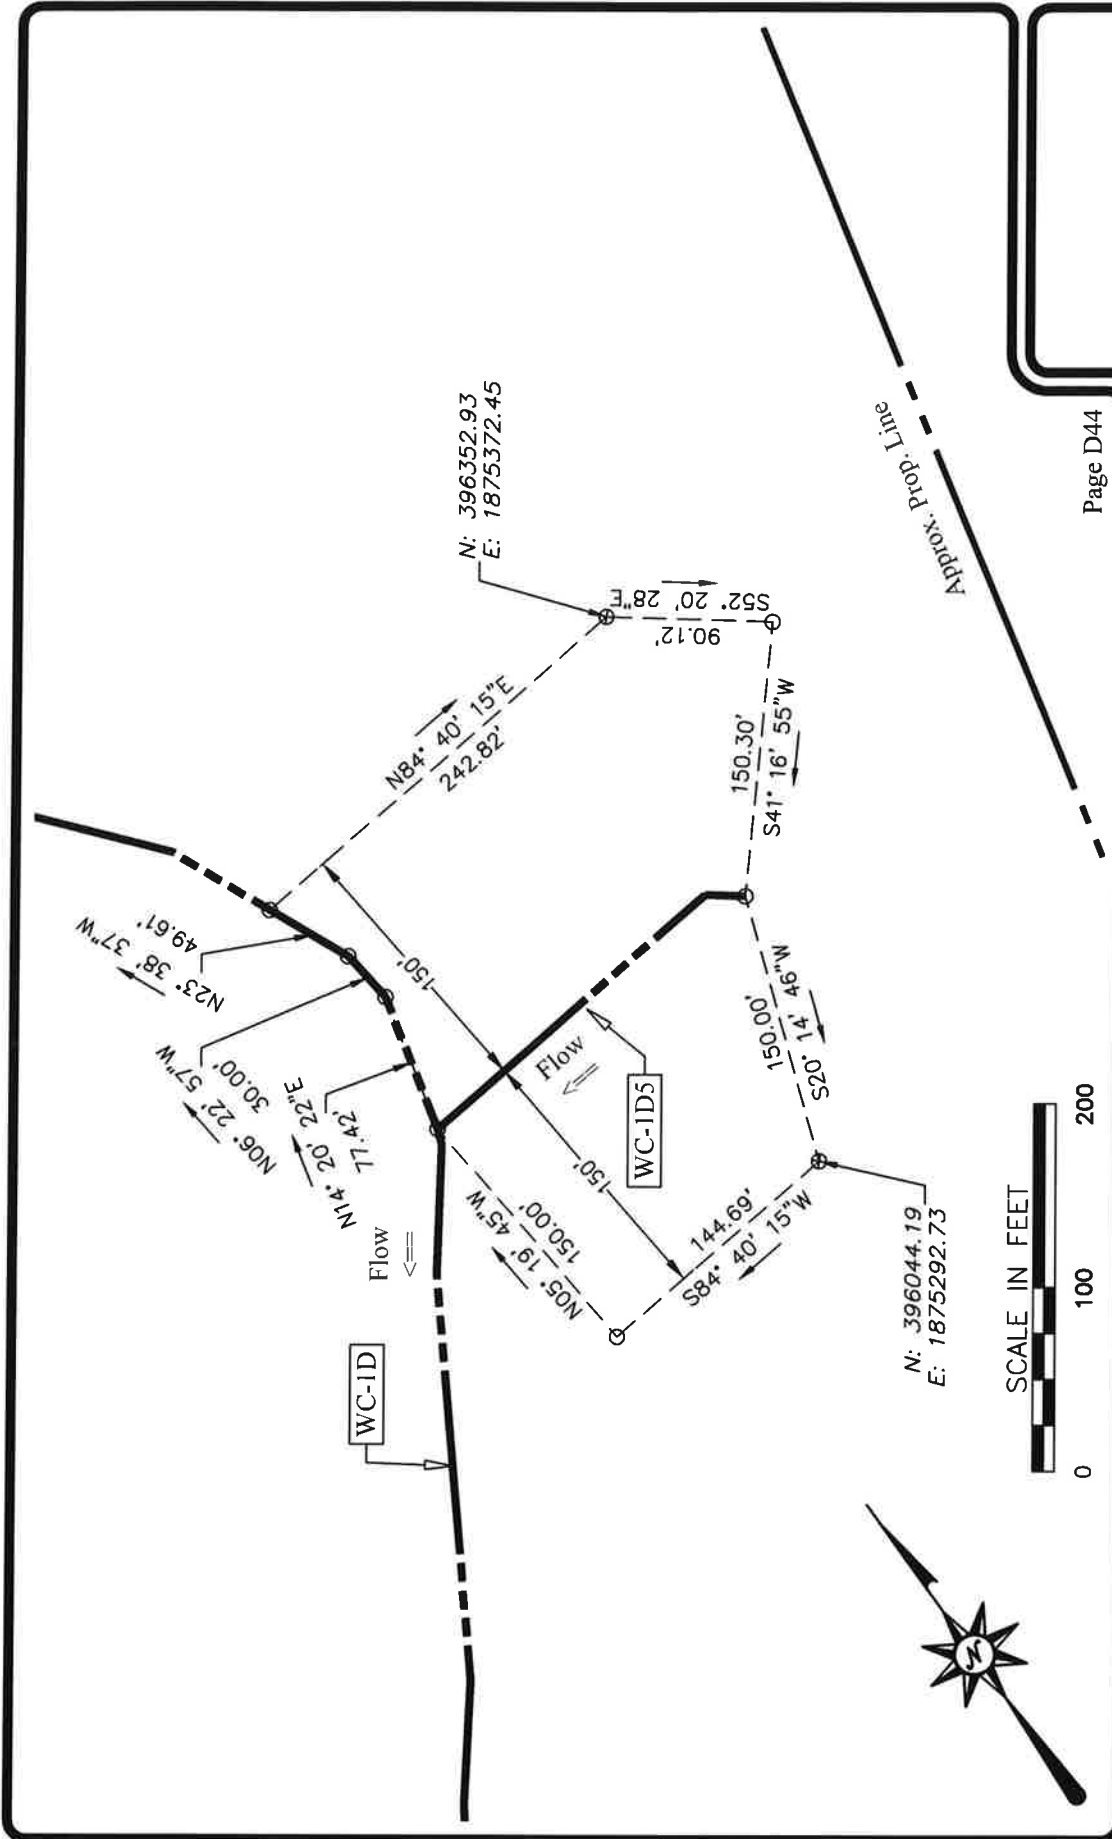 N: 396352.93
E: 1875372.45
S52° 20' 28"E
90.12'
N84° 40' 15"E
242.82'
150.30'
S41° 16' 55"W
N23° 38' 37"W
49.61'
N06° 22' 57"W
30.00'
N14° 20' 22"E
77.42'
150'
Flow
<==
WC-1D5
150.00'
S20° 14' 46"W
150'
N05° 19' 45"W
150.00'
144.69'
S84° 40' 15"W
Flow
<==
WC-1D
N: 396044.19
E: 1875292.73
Approx. Prop. Line
SCALE IN FEET
0 100 200
N
Page D44